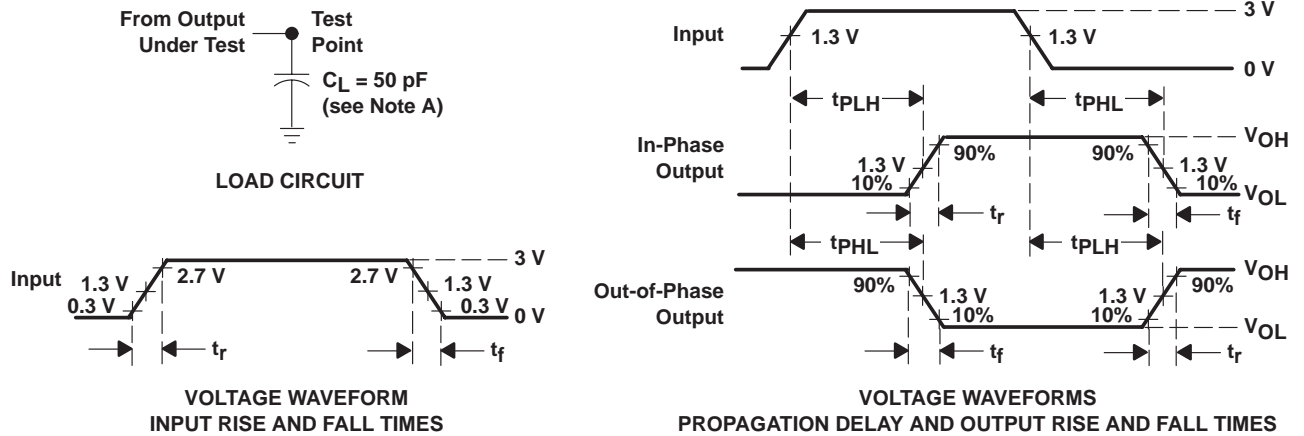 From Output
Under Test
Test
Point
CL = 50 pF
(see Note A)
LOAD CIRCUIT
Input
1.3 V
0.3 V
2.7 V
2.7 V
1.3 V
0.3 V
3 V
0 V
tr
tf
VOLTAGE WAVEFORM
INPUT RISE AND FALL TIMES
Input
1.3 V
1.3 V
3 V
0 V
tPLH
tPHL
In-Phase
Output
1.3 V
10%
90%
90%
1.3 V
10%
VOH
VOL
tr
tf
tPHL
tPLH
Out-of-Phase
Output
90%
1.3 V
10%
1.3 V
10%
90%
VOH
VOL
tf
tr
VOLTAGE WAVEFORMS
PROPAGATION DELAY AND OUTPUT RISE AND FALL TIMES